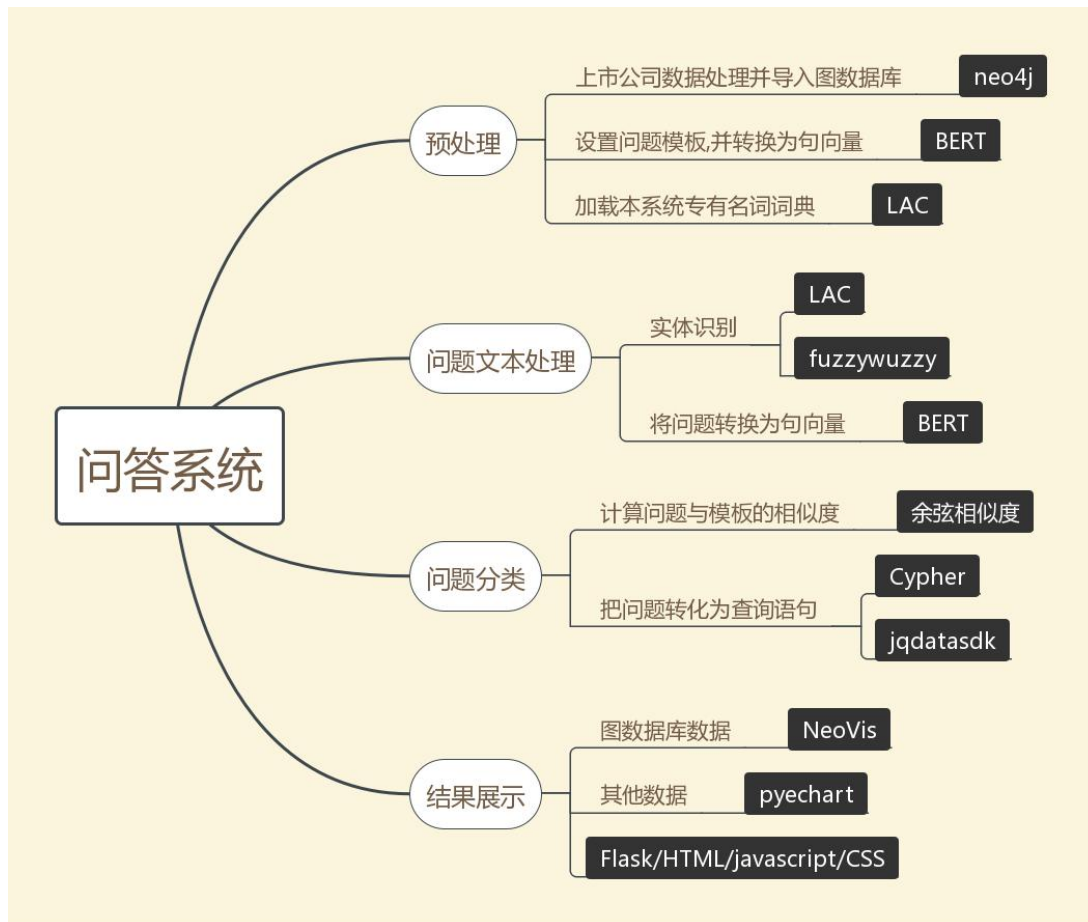 问答系统
预处理
上市公司数据处理并导入图数据库
neo4j
设置问题模板,并转换为句向量
BERT
加载本系统专有名词词典
LAC
问题文本处理
实体识别
LAC
fuzzywuzzy
将问题转换为句向量
BERT
问题分类
计算问题与模板的相似度
余弦相似度
把问题转化为查询语句
Cypher
jqdatasdk
结果展示
图数据库数据
NeoVis
其他数据
pyechart
Flask/HTML/javascript/CSS